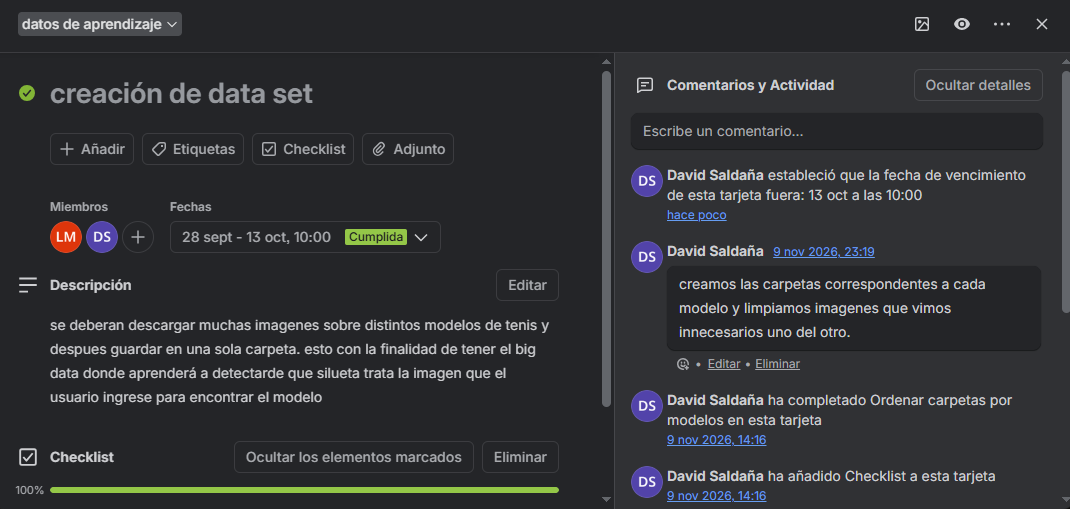 datos de aprendizaje
creación de data set
Añadir
Etiquetas
Checklist
Adjunto
Miembros
Fechas
LM
DS
28 sept - 13 oct, 10:00
Cumplida
Descripción
Editar
se deberan descargar muchas imagenes sobre distintos modelos de tenis y
despues guardar en una sola carpeta. esto con la finalidad de tener el big
data donde aprenderá a detectarde que silueta trata la imagen que el
usuario ingrese para encontrar el modelo
Checklist
Ocultar los elementos marcados
Eliminar
100%
Comentarios y Actividad
Ocultar detalles
Escribe un comentario...
DS
David Saldaña estableció que la fecha de vencimiento
de esta tarjeta fuera: 13 oct a las 10:00
hace poco
DS
David Saldaña 9 nov 2026, 23:19
creamos las carpetas correspondientes a cada
modelo y limpiamos imagenes que vimos
innecesarios uno del otro.
• Editar • Eliminar
DS
David Saldaña ha completado Ordenar carpetas por
modelos en esta tarjeta
9 nov 2026, 14:16
DS
David Saldaña ha añadido Checklist a esta tarjeta
9 nov 2026, 14:16